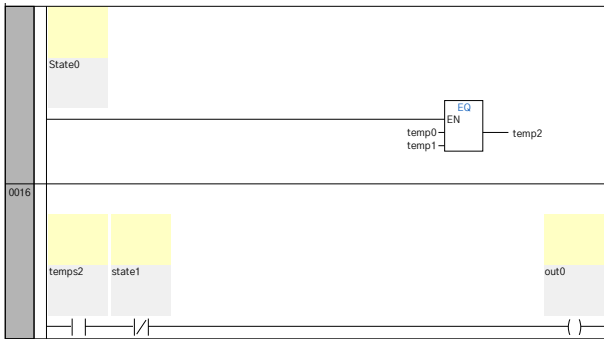 State0
EQ
EN
temp0
temp2
temp1
0016
temps2 state1 out0